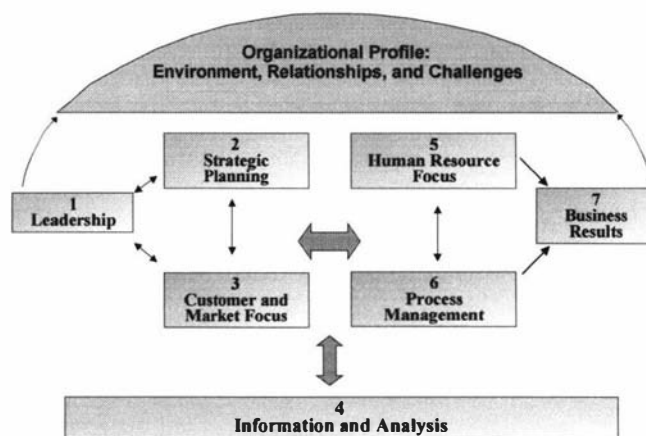 Organizational Profile:
Environment, Relationships, and Challenges
1
Leadership
2
Strategic
Planning
3
Customer and
Market Focus
5
Human Resource
Focus
6
Process
Management
7
Business
Results
4
Information and Analysis